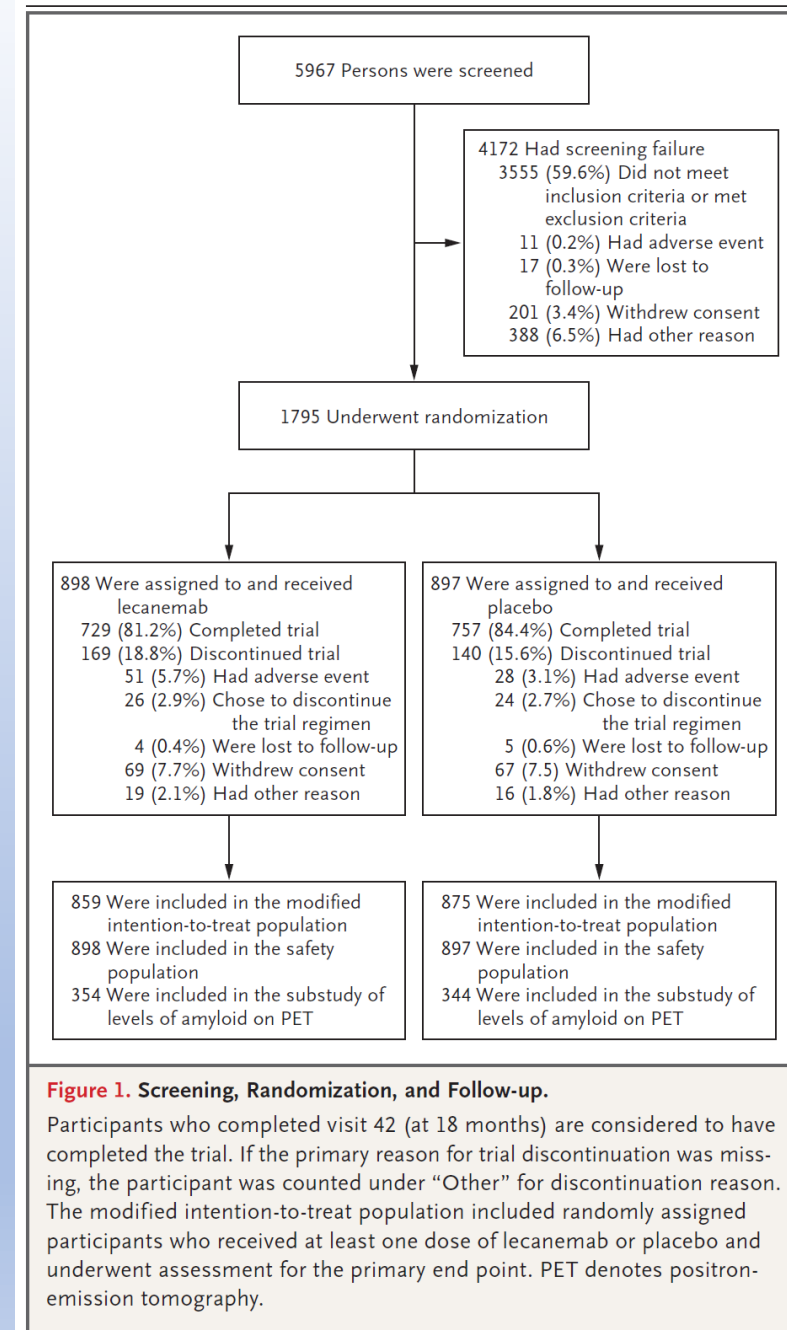 5967 Persons were screened
4172 Had screening failure
3555 (59.6%) Did not meet
inclusion criteria or met
exclusion criteria
11 (0.2%) Had adverse event
17 (0.3%) Were lost to
follow-up
201 (3.4%) Withdrew consent
388 (6.5%) Had other reason
1795 Underwent randomization
898 Were assigned to and received
lecanemab
729 (81.2%) Completed trial
169 (18.8%) Discontinued trial
51 (5.7%) Had adverse event
26 (2.9%) Chose to discontinue
the trial regimen
4 (0.4%) Were lost to follow-up
69 (7.7%) Withdrew consent
19 (2.1%) Had other reason
897 Were assigned to and received
placebo
757 (84.4%) Completed trial
140 (15.6%) Discontinued trial
28 (3.1%) Had adverse event
24 (2.7%) Chose to discontinue
the trial regimen
5 (0.6%) Were lost to follow-up
67 (7.5) Withdrew consent
16 (1.8%) Had other reason
859 Were included in the modified
intention-to-treat population
898 Were included in the safety
population
354 Were included in the substudy of
levels of amyloid on PET
875 Were included in the modified
intention-to-treat population
897 Were included in the safety
population
344 Were included in the substudy of
levels of amyloid on PET
Figure 1. Screening, Randomization, and Follow-up.
Participants who completed visit 42 (at 18 months) are considered to have
completed the trial. If the primary reason for trial discontinuation was miss-
ing, the participant was counted under “Other” for discontinuation reason.
The modified intention-to-treat population included randomly assigned
participants who received at least one dose of lecanemab or placebo and
underwent assessment for the primary end point. PET denotes positron-
emission tomography.